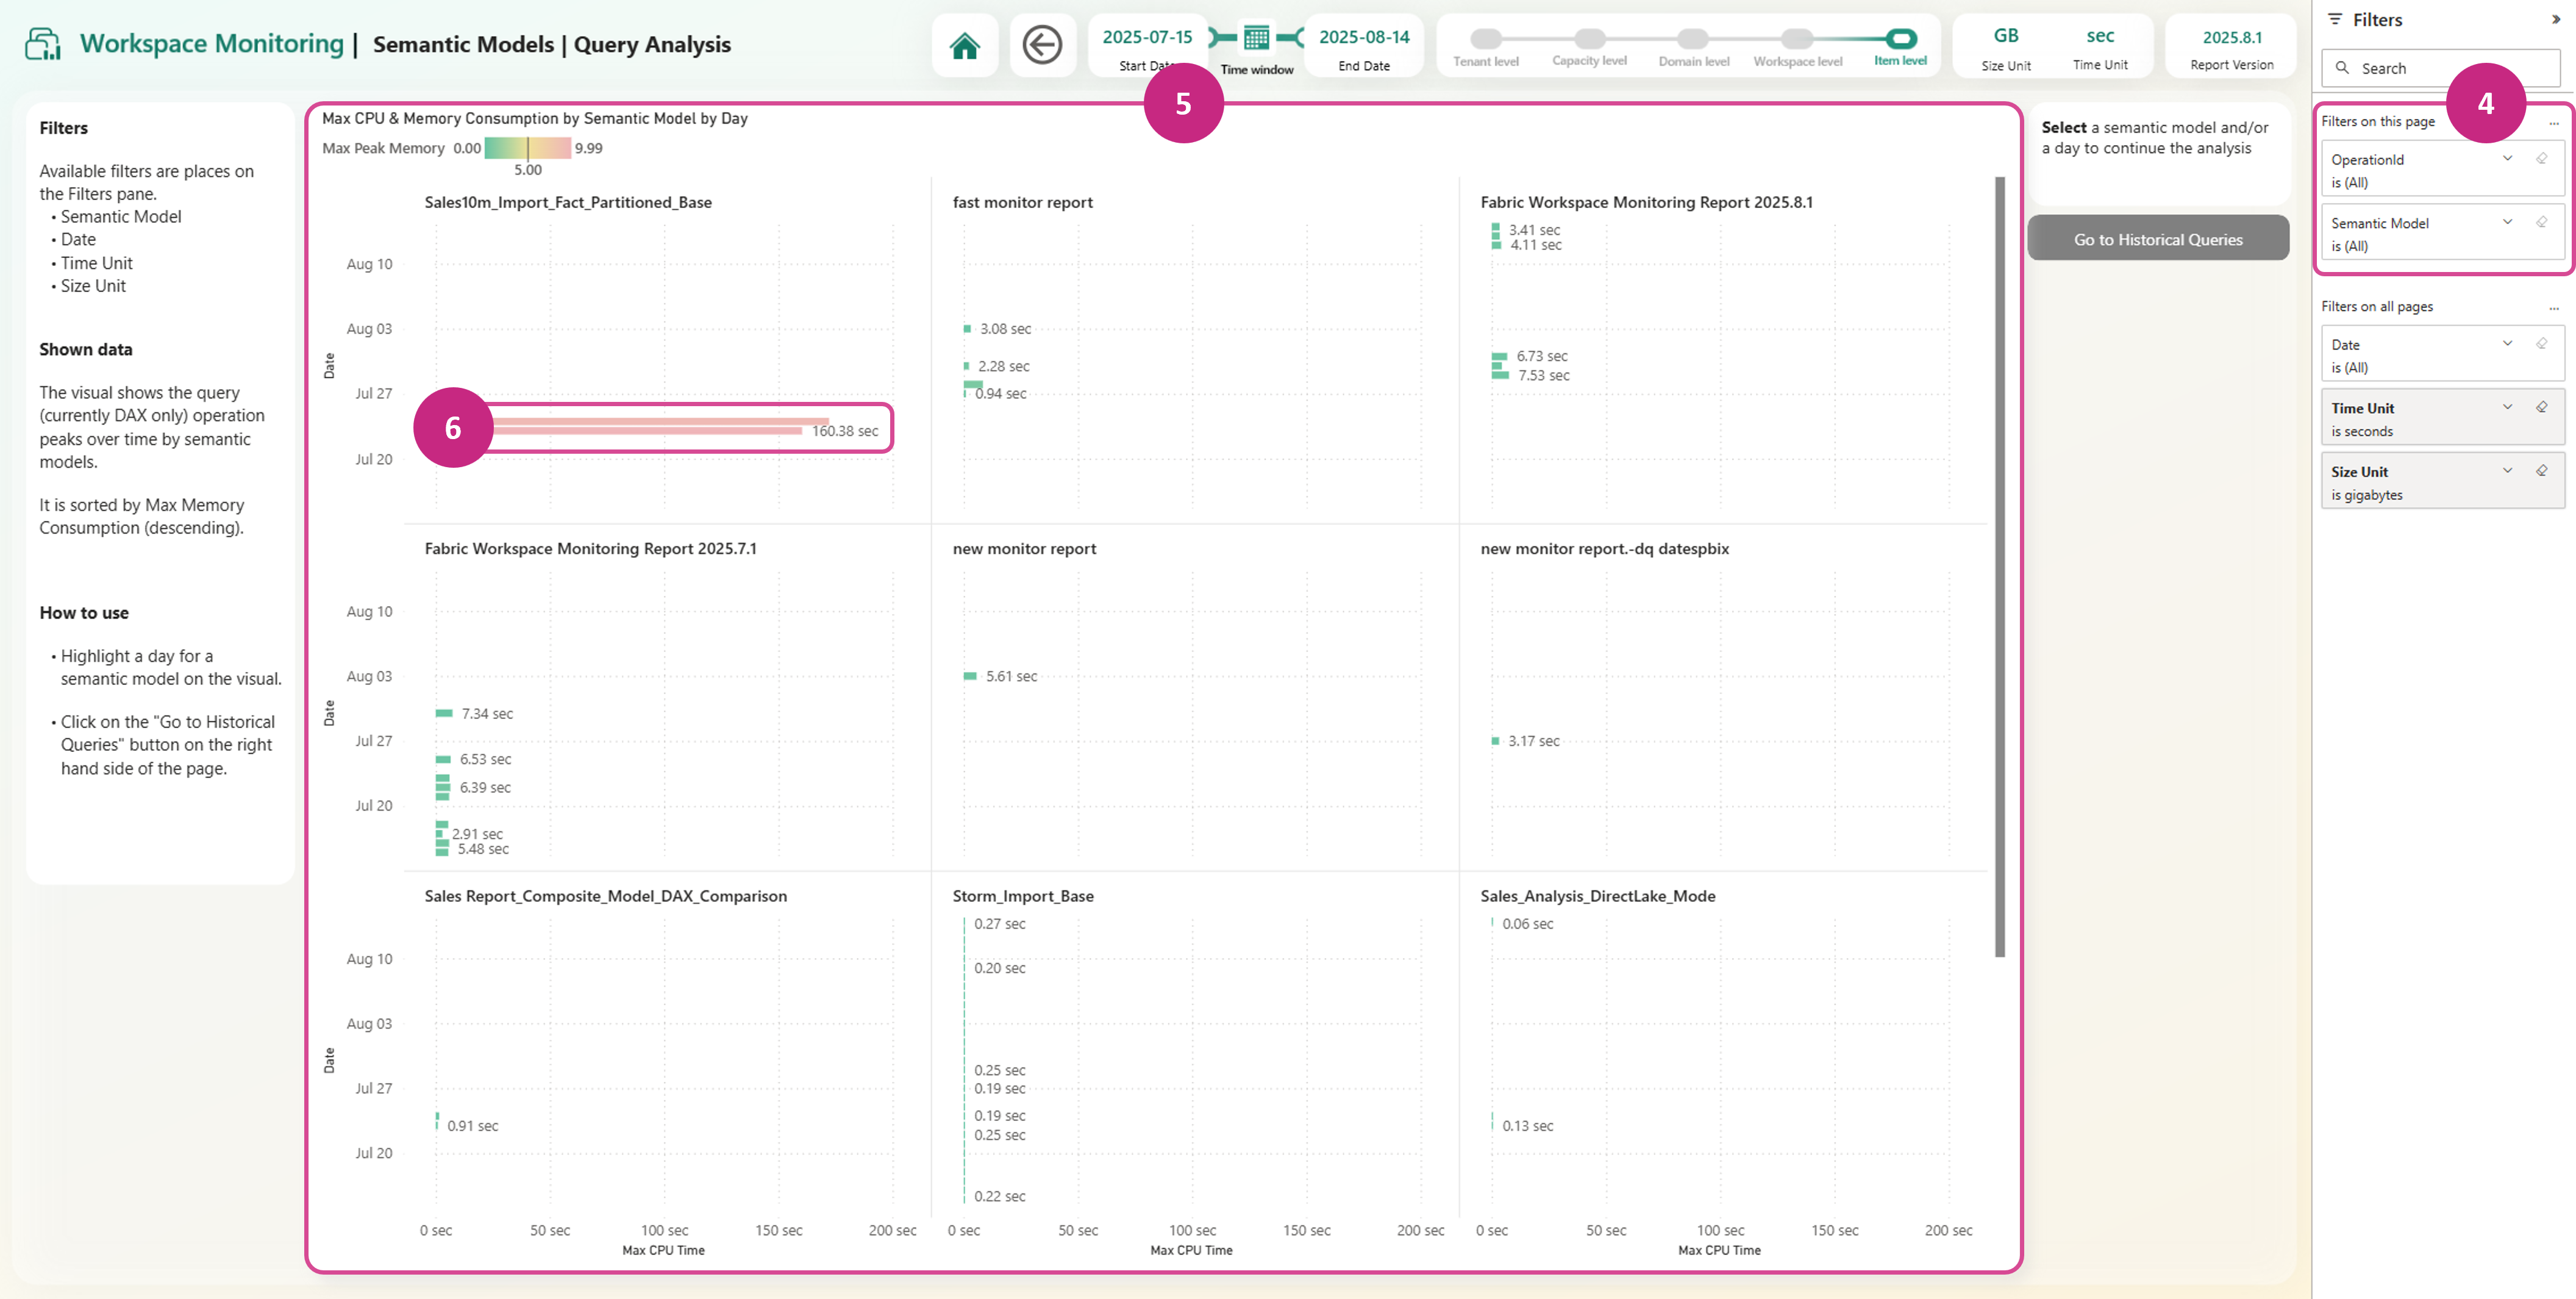 Workspace Monitoring | Semantic Models | Query Analysis
2025-07-15
Start Date
Time window
2025-08-14
End Date
Tenant level
Capacity level
Domain level
Workspace level
Item level
GB
Size Unit
sec
Time Unit
2025.8.1
Report Version
Filters
Available filters are places on
the Filters pane.
• Semantic Model
• Date
• Time Unit
• Size Unit
Shown data
The visual shows the query
(currently DAX only) operation
peaks over time by semantic
models.
It is sorted by Max Memory
Consumption (descending).
How to use
• Highlight a day for a
semantic model on the visual.
• Click on the "Go to Historical
Queries" button on the right
hand side of the page.
5
Max CPU & Memory Consumption by Semantic Model by Day
Max Peak Memory 0.00 9.99
5.00
Sales10m_Import_Fact_Partitioned_Base
Date
Aug 10
Aug 03
Jul 27
Jul 20
6
160.38 sec
fast monitor report
3.08 sec
2.28 sec
0.94 sec
Fabric Workspace Monitoring Report 2025.8.1
3.41 sec
4.11 sec
6.73 sec
7.53 sec
Fabric Workspace Monitoring Report 2025.7.1
Date
Aug 10
Aug 03
Jul 27
Jul 20
7.34 sec
6.53 sec
6.39 sec
2.91 sec
5.48 sec
new monitor report
5.61 sec
new monitor report.-dq datespbix
3.17 sec
Sales Report_Composite_Model_DAX_Comparison
Date
Aug 10
Aug 03
Jul 27
Jul 20
0.91 sec
Storm_Import_Base
0.27 sec
0.20 sec
0.25 sec
0.19 sec
0.19 sec
0.25 sec
0.22 sec
Sales_Analysis_DirectLake_Mode
0.06 sec
0.13 sec
0 sec 50 sec 100 sec 150 sec 200 sec
Max CPU Time
0 sec 50 sec 100 sec 150 sec 200 sec
Max CPU Time
0 sec 50 sec 100 sec 150 sec 200 sec
Max CPU Time
Select a semantic model and/or
a day to continue the analysis
Go to Historical Queries
Filters
Search
4
Filters on this page
...
OperationId
is (All)
Semantic Model
is (All)
Filters on all pages
...
Date
is (All)
Time Unit
is seconds
Size Unit
is gigabytes